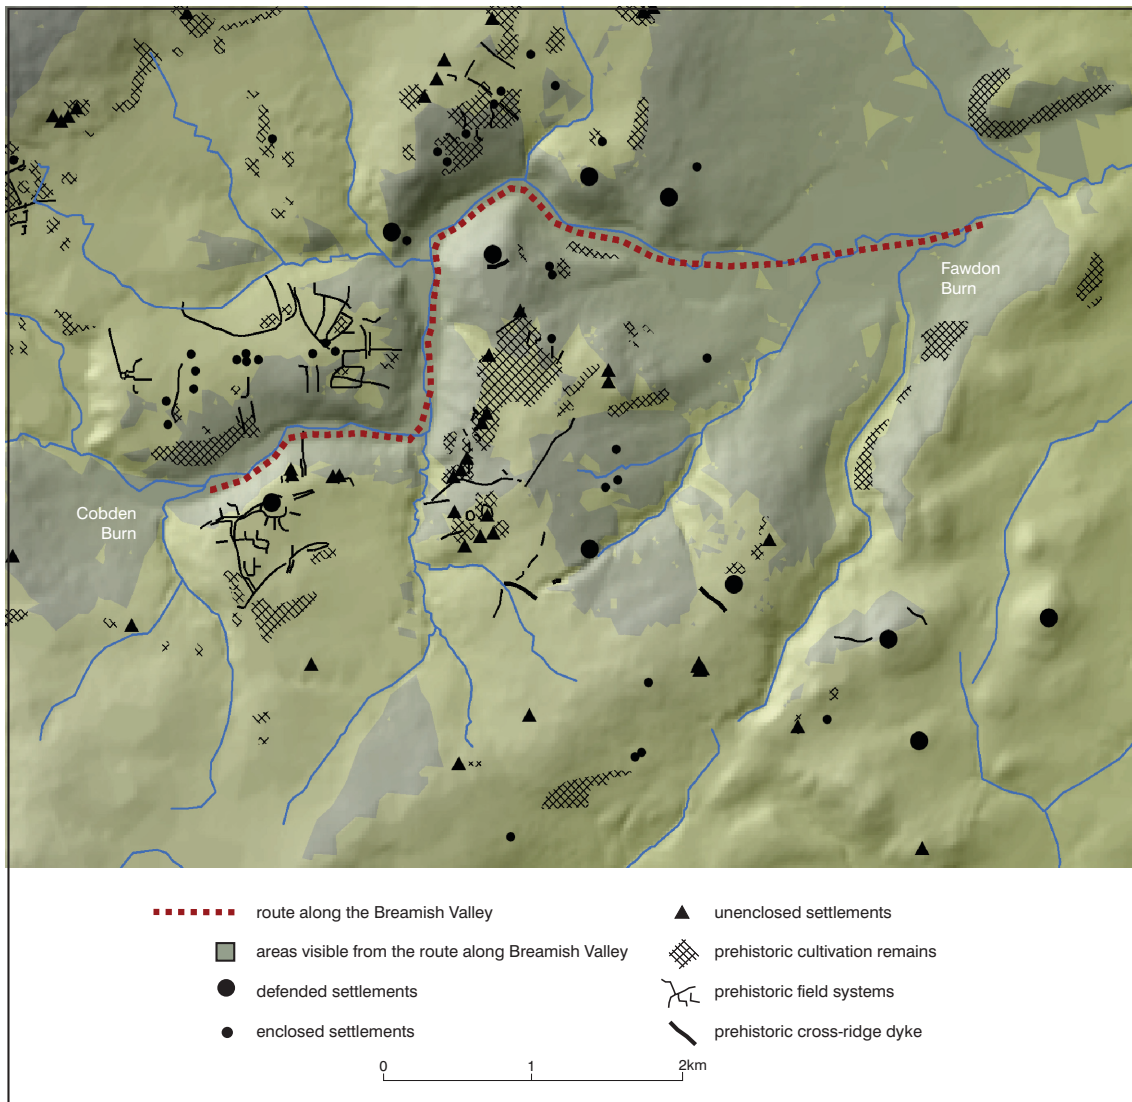 Fawdon
Burn
Cobden
Burn
route along the Breamish Valley
areas visible from the route along Breamish Valley
defended settlements
enclosed settlements
unenclosed settlements
prehistoric cultivation remains
prehistoric field systems
prehistoric cross-ridge dyke
0 1 2km